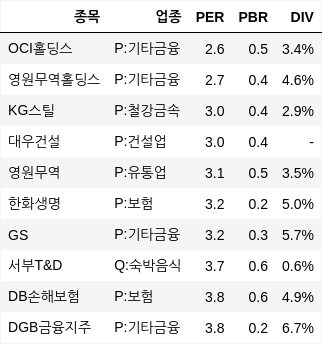 종목 업종 PER PBR DIV
OCI홀딩스 P:기타금융 2.6 0.5 3.4%
영원무역홀딩스 P:기타금융 2.7 0.4 4.6%
KG스틸 P:철강금속 3.0 0.4 2.9%
대우건설 P:건설업 3.0 0.4 -
영원무역 P:유통업 3.1 0.5 3.5%
한화생명 P:보험 3.2 0.2 5.0%
GS P:기타금융 3.2 0.3 5.7%
서부T&D Q:숙박음식 3.7 0.6 0.6%
DB손해보험 P:보험 3.8 0.6 4.9%
DGB금융지주 P:기타금융 3.8 0.2 6.7%